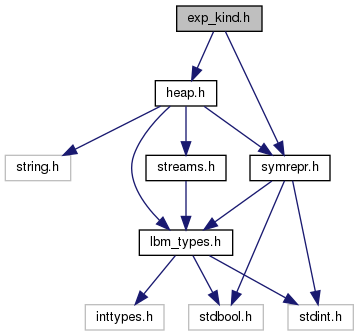 exp_kind.h
heap.h
string.h
streams.h
symrepr.h
lbm_types.h
inttypes.h
stdbool.h
stdint.h